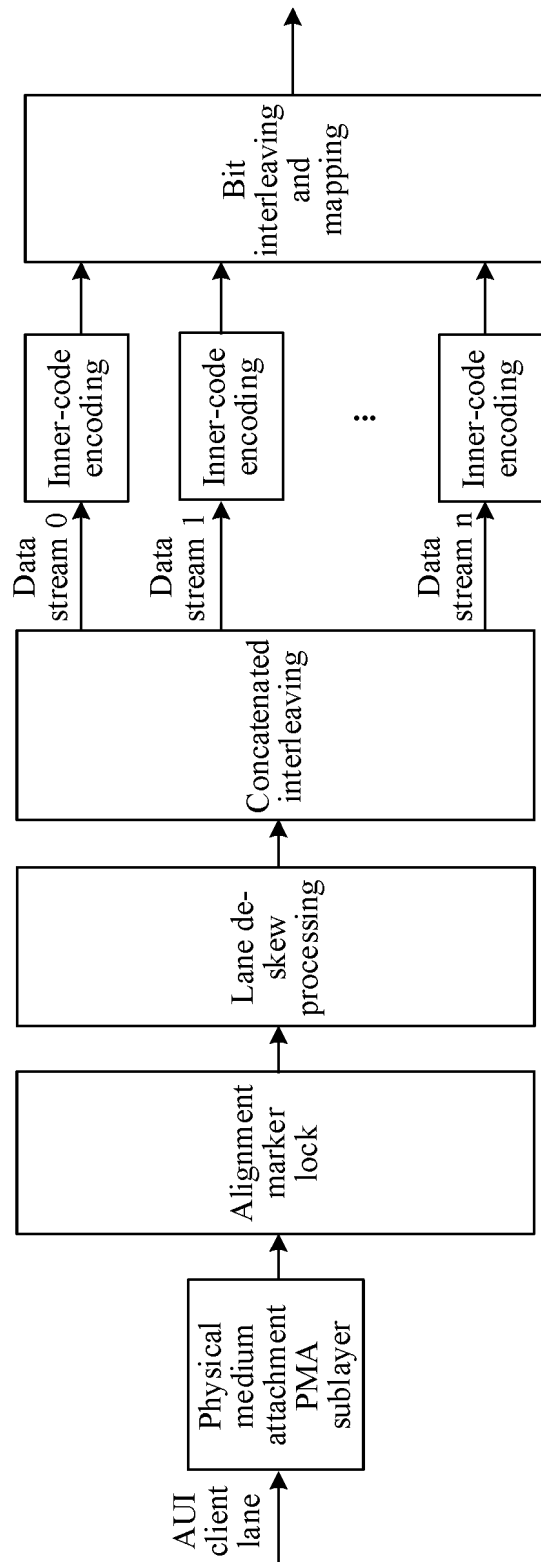 AUI
client
lane
Physical
medium
attachment
PMA
sublayer
Alignment
marker
lock
Lane de-
skew
processing
Concatenated
interleaving
Data
stream 0
Data
stream 1
Data
stream n
Inner-code
encoding
Inner-code
encoding
...
Inner-code
encoding
Bit
interleaving
and
mapping